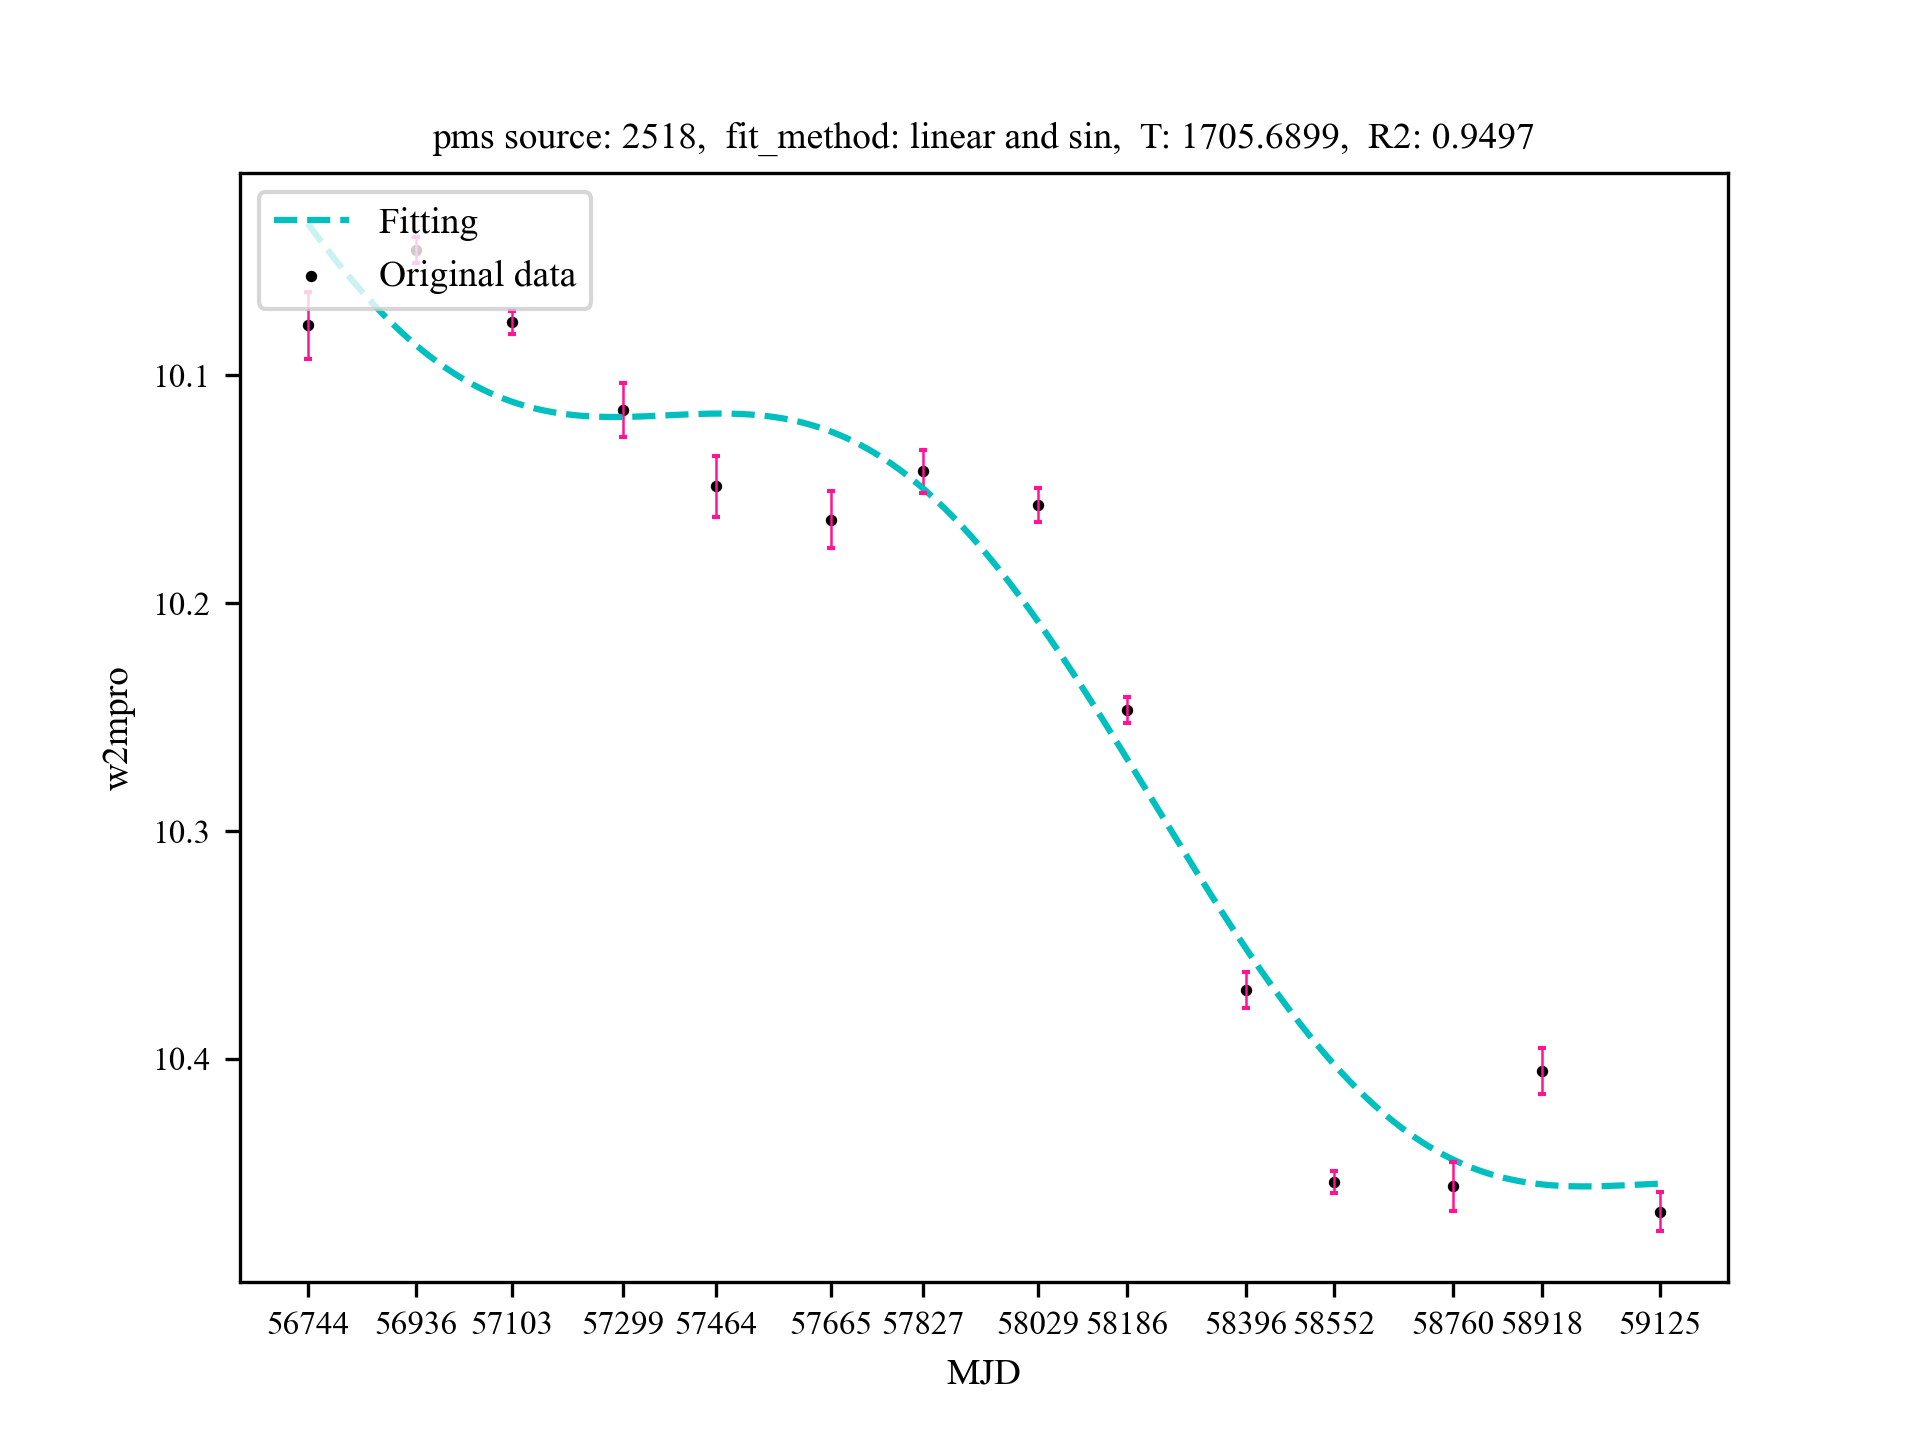 pms source: 2518,  fit_method: linear and sin,  T: 1705.6899,  R2: 0.9497
Fitting
Original data
10.1
10.2
10.3
10.4
w2mpro
56744 56936 57103 57299 57464 57665 57827 58029 58186 58396 58552 58760 58918 59125
MJD